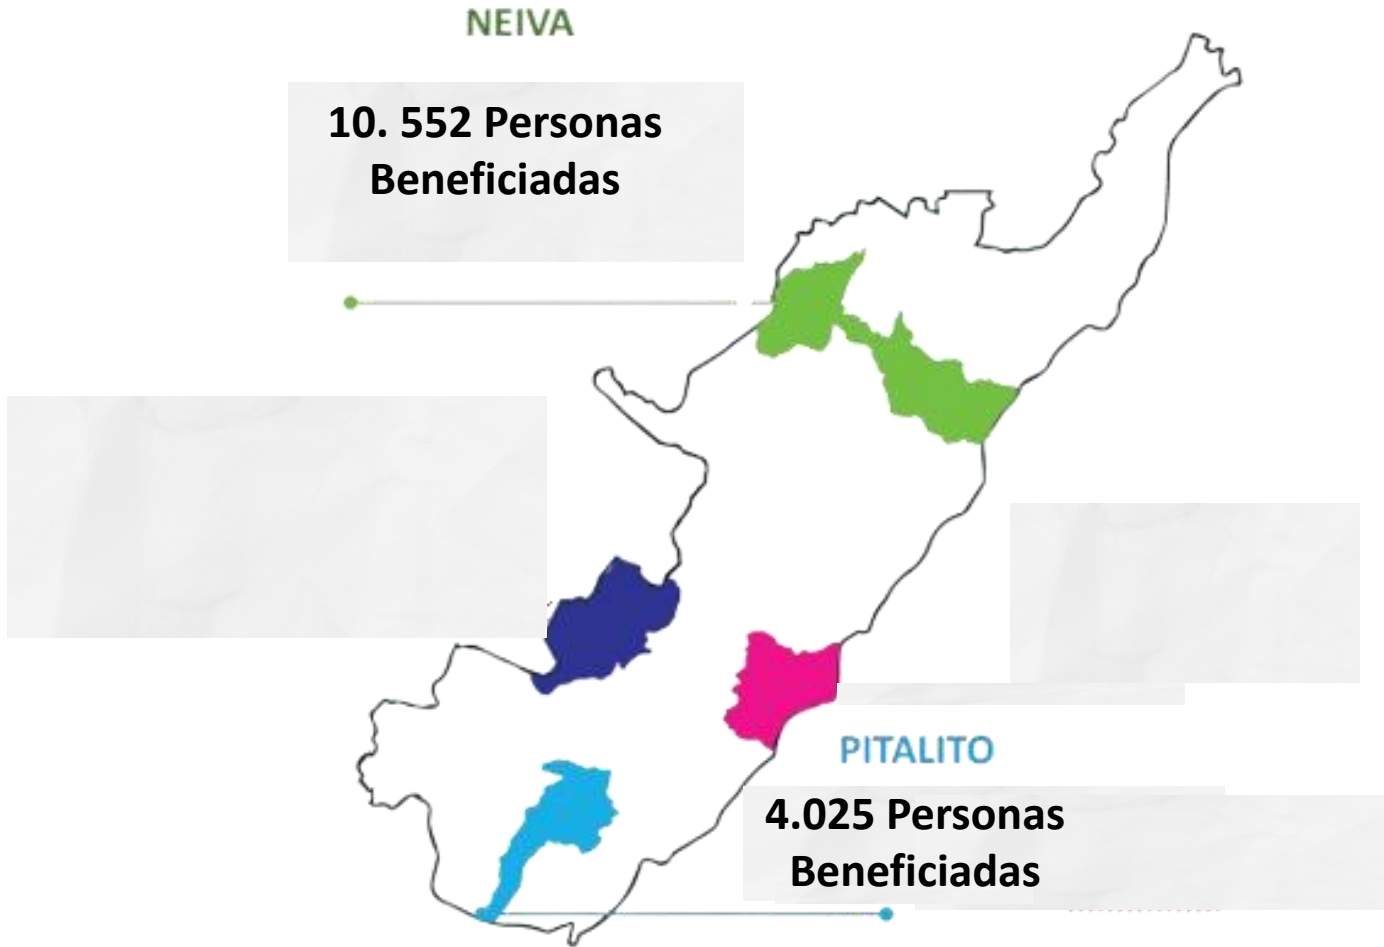 NEIVA
10. 552 Personas
Beneficiadas
PITALITO
4.025 Personas
Beneficiadas